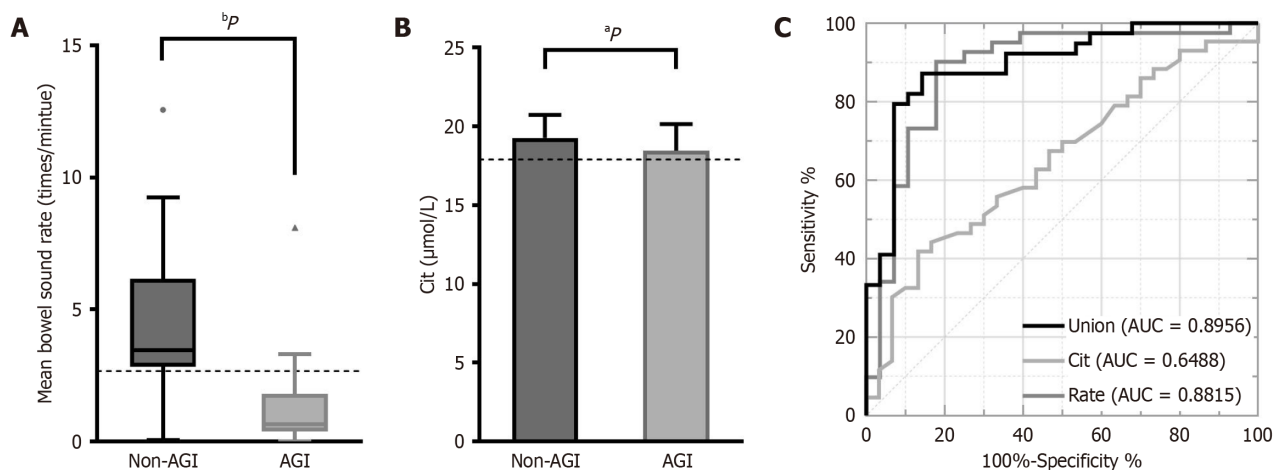 A
Mean bowel sound rate (times/mintue)
15
10
5
0
bP
Non-AGI
AGI
B
Cit (μmol/L)
25
20
15
10
5
0
aP
Non-AGI
AGI
C
Sensitivity %
100
80
60
40
20
0
Union (AUC = 0.8956)
Cit (AUC = 0.6488)
Rate (AUC = 0.8815)
0 20 40 60 80 100
100%-Specificity %